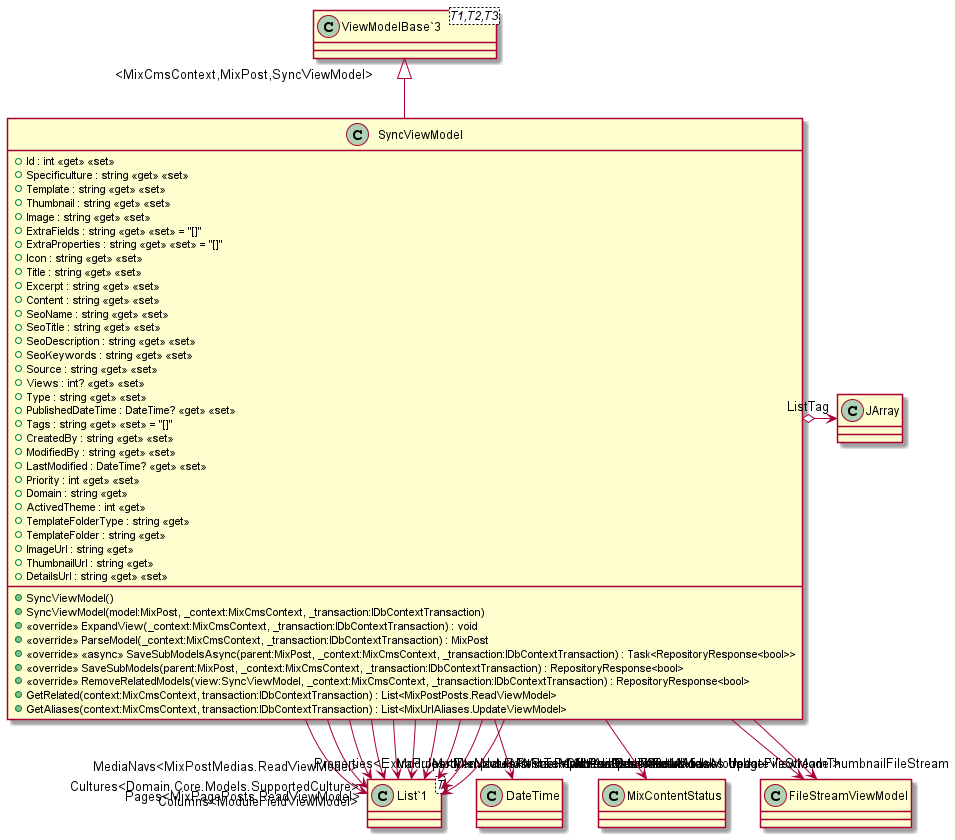 C ViewModelBase`3
T1,T2,T3
<MixCmsContext,MixPost,SyncViewModel>
C SyncViewModel
Id : int «get» «set»
Specificulture : string «get» «set»
Template : string «get» «set»
Thumbnail : string «get» «set»
Image : string «get» «set»
ExtraFields : string «get» «set» = "[]"
ExtraProperties : string «get» «set» = "[]"
Icon : string «get» «set»
Title : string «get» «set»
Excerpt : string «get» «set»
Content : string «get» «set»
SeoName : string «get» «set»
SeoTitle : string «get» «set»
SeoDescription : string «get» «set»
SeoKeywords : string «get» «set»
Source : string «get» «set»
Views : int? «get» «set»
Type : string «get» «set»
PublishedDateTime : DateTime? «get» «set»
Tags : string «get» «set» = "[]"
CreatedBy : string «get» «set»
ModifiedBy : string «get» «set»
LastModified : DateTime? «get» «set»
Priority : int «get» «set»
Domain : string «get»
ActivedTheme : int «get»
TemplateFolderType : string «get»
TemplateFolder : string «get»
ImageUrl : string «get»
ThumbnailUrl : string «get»
DetailsUrl : string «get» «set»
ListTag
C JArray
SyncViewModel()
SyncViewModel(model:MixPost, _context:MixCmsContext, _transaction:IDbContextTransaction)
«override» ExpandView(_context:MixCmsContext, _transaction:IDbContextTransaction) : void
«override» ParseModel(_context:MixCmsContext, _transaction:IDbContextTransaction) : MixPost
«override» «async» SaveSubModelsAsync(parent:MixPost, _context:MixCmsContext, _transaction:IDbContextTransaction) : Task<RepositoryResponse<bool>>
«override» SaveSubModels(parent:MixPost, _context:MixCmsContext, _transaction:IDbContextTransaction) : RepositoryResponse<bool>
«override» RemoveRelatedModels(view:SyncViewModel, _context:MixCmsContext, _transaction:IDbContextTransaction) : RepositoryResponse<bool>
GetRelated(context:MixCmsContext, transaction:IDbContextTransaction) : List<MixPostPosts.ReadViewModel>
GetAliases(context:MixCmsContext, transaction:IDbContextTransaction) : List<MixUrlAliases.UpdateViewModel>
MediaNavs<MixPostMedias.ReadViewModel>
ThumbnailFileStream
Cultures<Domain.Core.Models.SupportedCulture>
Pages<MixPagePosts.ReadViewModel>
Columns<ModuleFieldViewModel>
C List`1
T
C DateTime
C MixContentStatus
C FileStreamViewModel